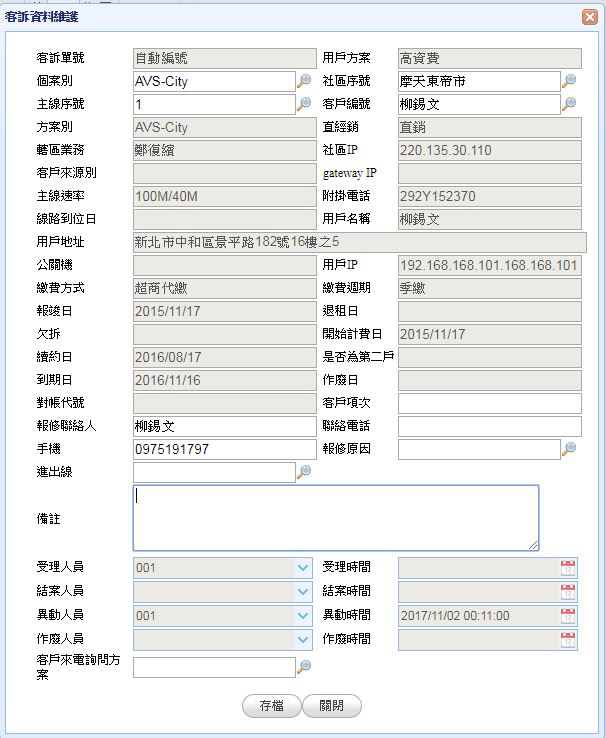 客訴資料維護
客訴單號 自動編號 用戶方案 高資費
個案別 AVS-City 社區序號 摩天東帝市
主線序號 1 客戶編號 柳錫文
方案別 AVS-City 直經銷 直銷
轄區業務 鄭復繽 社區IP 220.135.30.110
客戶來源別 gateway IP
主線速率 100M/40M 附掛電話 292Y152370
線路到位日 用戶名稱 柳錫文
用戶地址 新北市中和區景平路182號16樓之5
公關機 用戶IP 192.168.168.101.168.168.101
繳費方式 超商代繳 繳費週期 季繳
報竣日 2015/11/17 退租日
欠拆 開始計費日 2015/11/17
續約日 2016/08/17 是否為第二戶
到期日 2016/11/16 作廢日
對帳代號 客戶項次
報修聯絡人 柳錫文 聯絡電話
手機 0975191797 報修原因
進出線
備註
受理人員 001 受理時間
結案人員 結案時間
異動人員 001 異動時間 2017/11/02 00:11:00
作廢人員 作廢時間
客戶來電詢問方
案
存檔 關閉